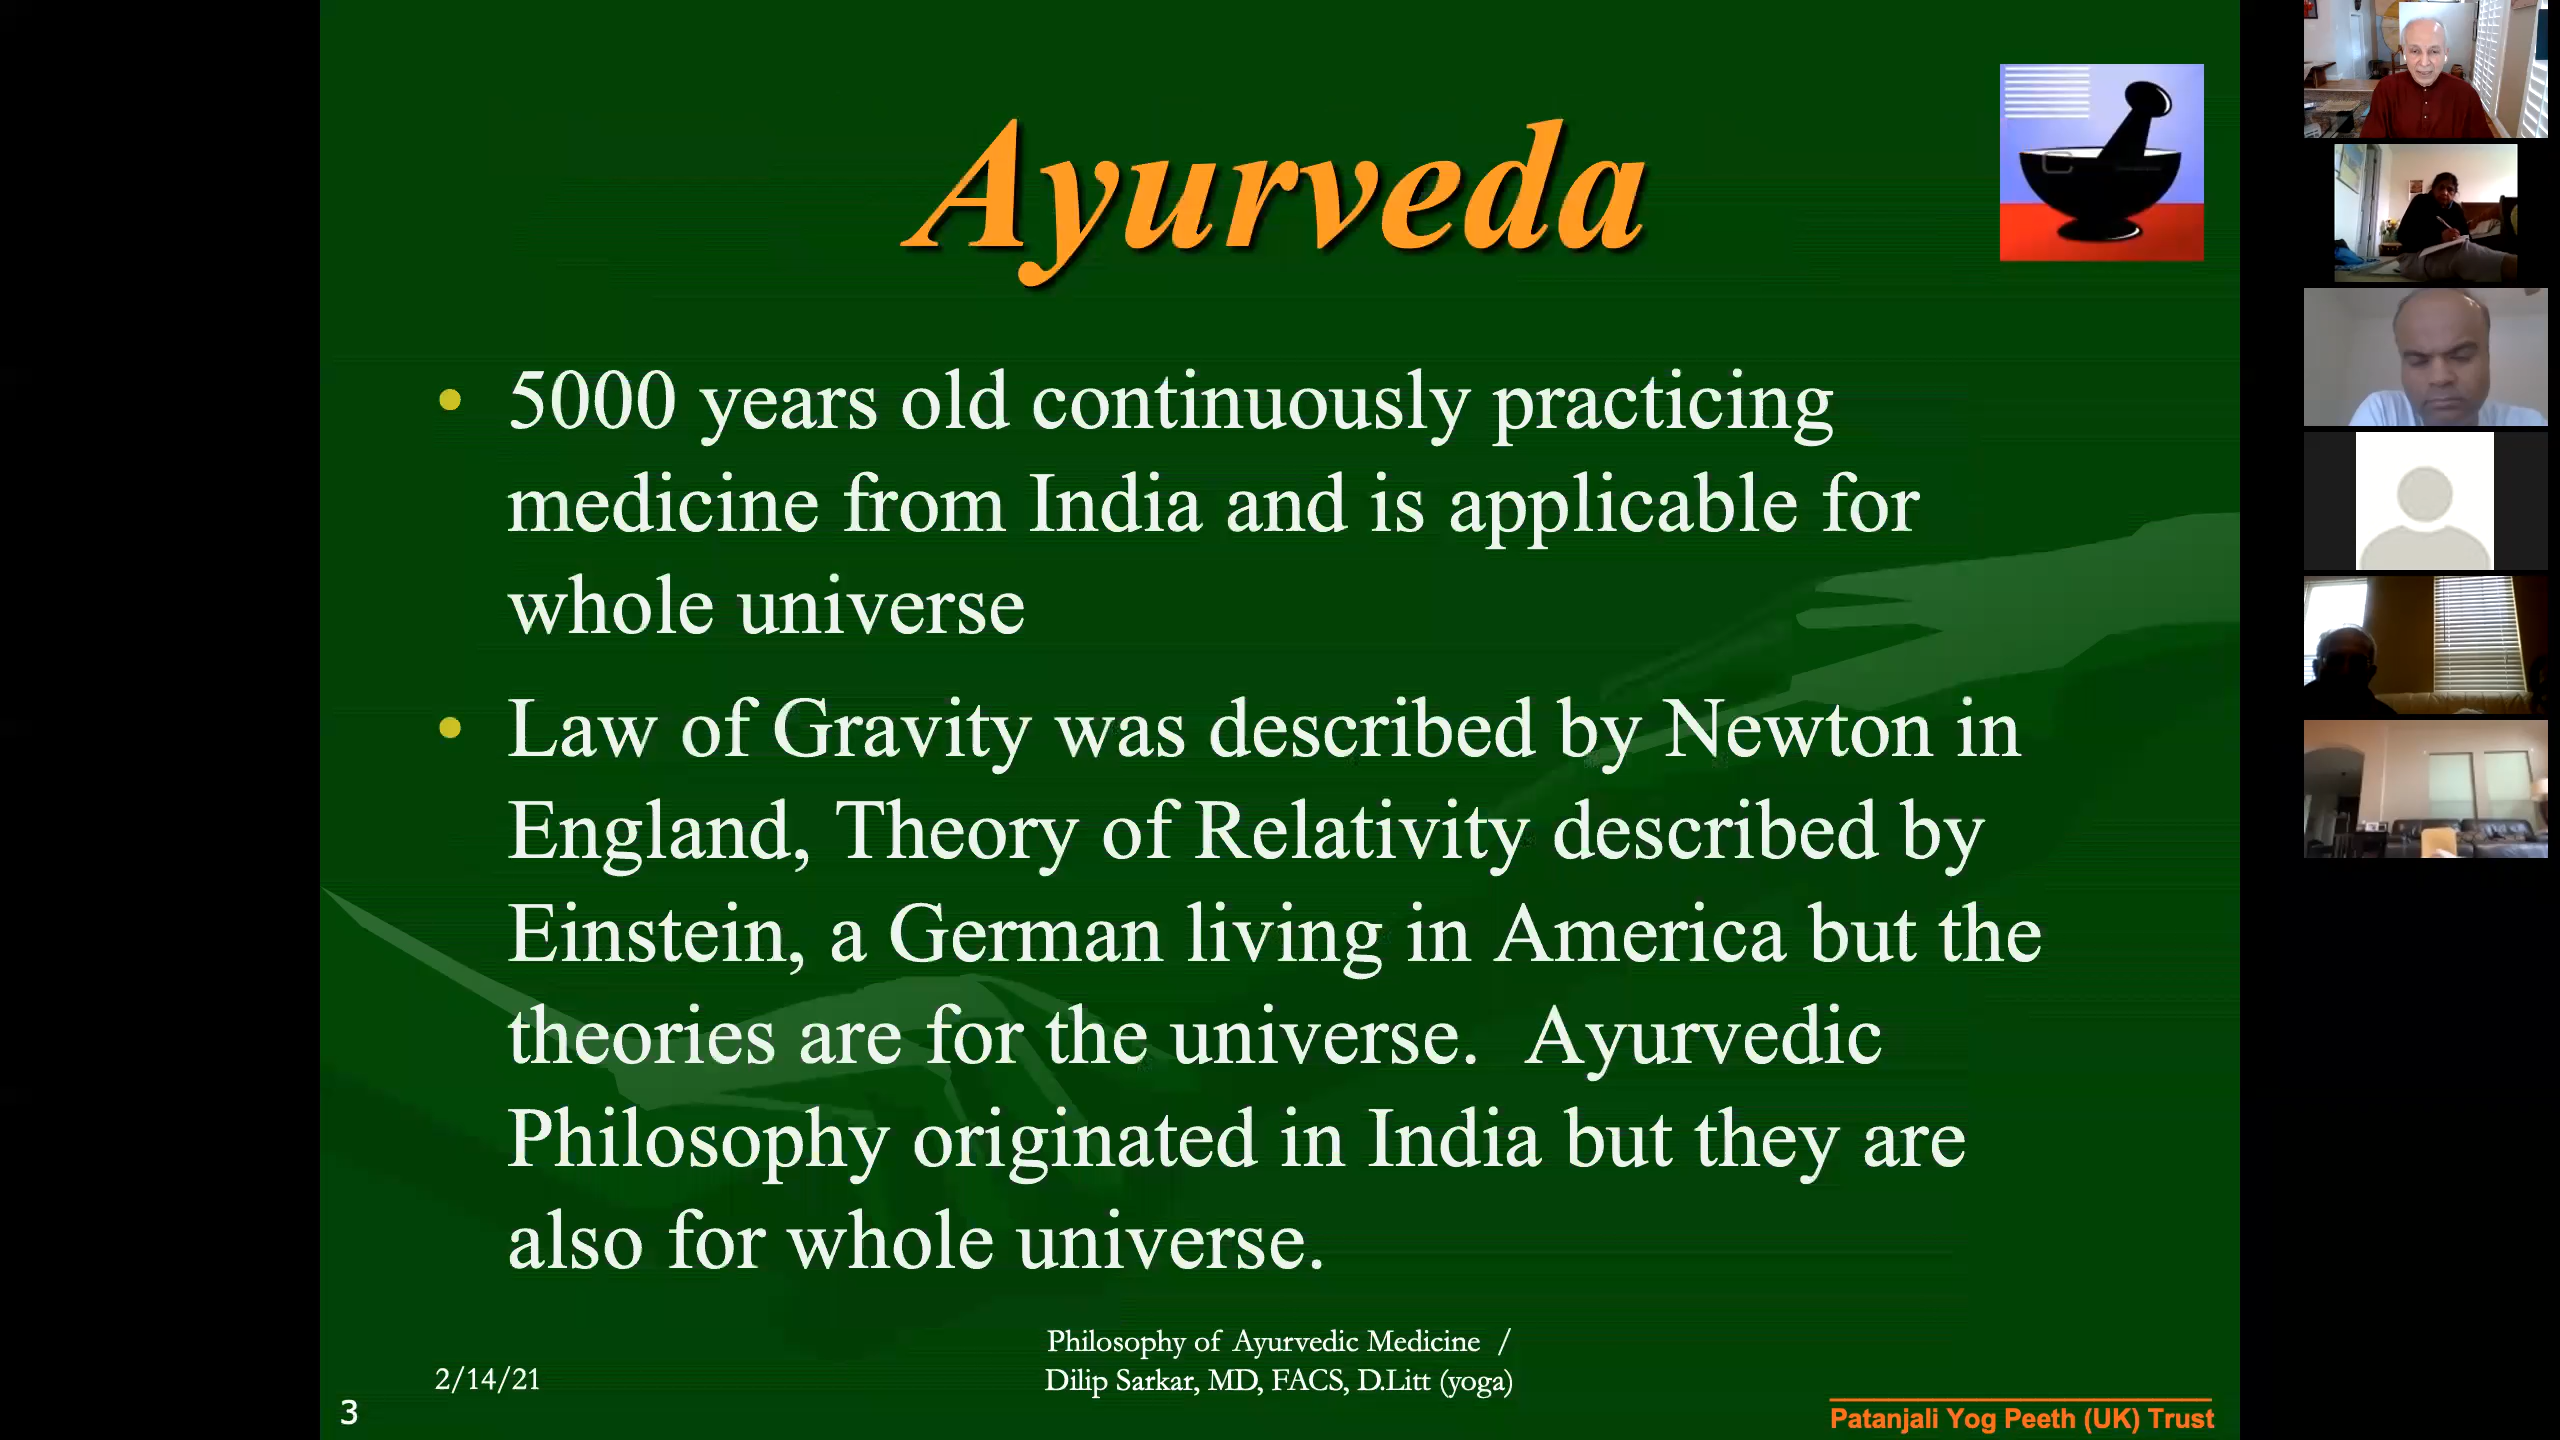 Ayurveda
• 5000 years old continuously practicing
medicine from India and is applicable for
whole universe
• Law of Gravity was described by Newton in
England, Theory of Relativity described by
Einstein, a German living in America but the
theories are for the universe.  Ayurvedic
Philosophy originated in India but they are
also for whole universe.
2/14/21
Philosophy of Ayurvedic Medicine /
Dilip Sarkar, MD, FACS, D.Litt (yoga)
3
Patanjali Yog Peeth (UK) Trust